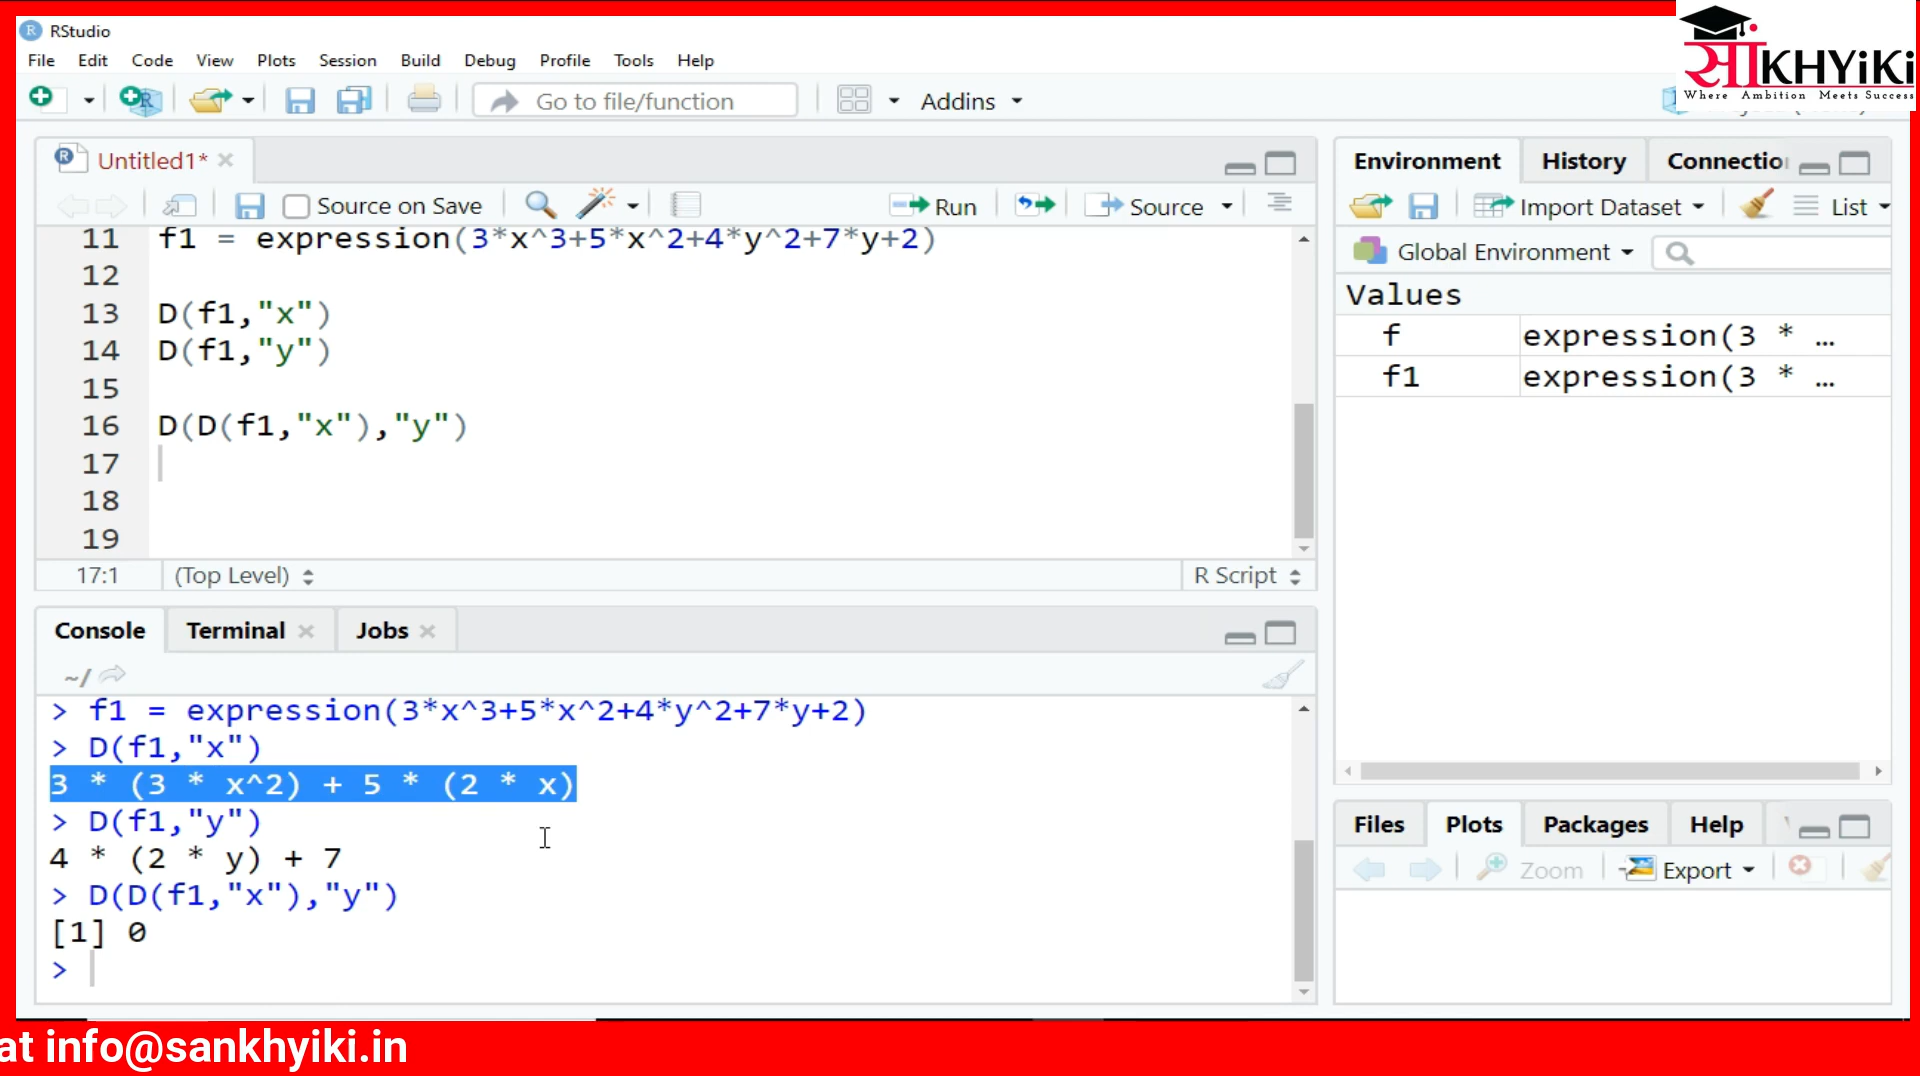 RStudio
File Edit Code View Plots Session Build Debug Profile Tools Help
सांKHYiKi
Where Ambition Meets Success
Go to file/function
Addins
Untitled1*
Source on Save
Run
Source
11 f1 = expression(3*x^3+5*x^2+4*y^2+7*y+2)
12
13 D(f1,"x")
14 D(f1,"y")
15
16 D(D(f1,"x"),"y")
17
18
19
17:1 (Top Level) R Script
Console Terminal Jobs
~/
> f1 = expression(3*x^3+5*x^2+4*y^2+7*y+2)
> D(f1,"x")
3 * (3 * x^2) + 5 * (2 * x)
> D(f1,"y")
4 * (2 * y) + 7
> D(D(f1,"x"),"y")
[1] 0
>
Environment History Connectio
Import Dataset List
Global Environment
Values
f expression(3 * …
f1 expression(3 * …
Files Plots Packages Help
Zoom Export
at info@sankhyiki.in